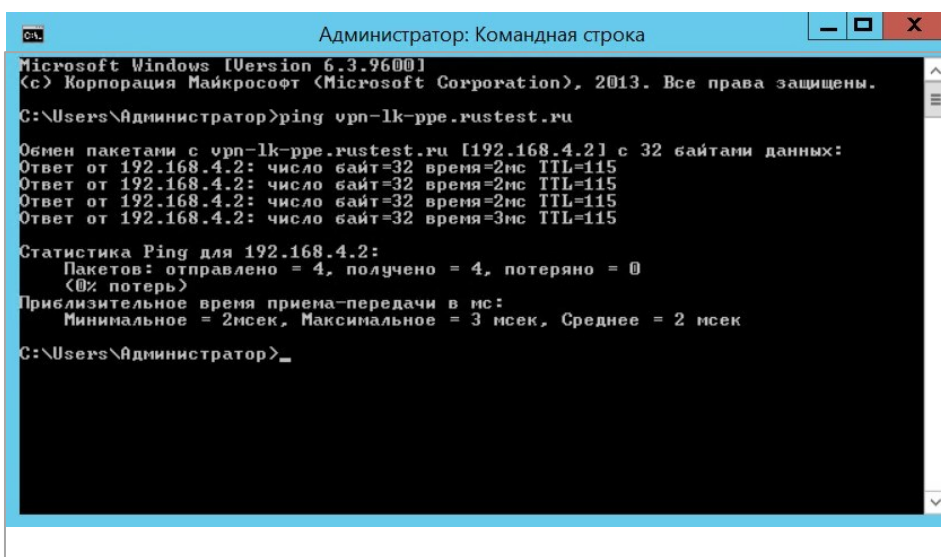 Администратор: Командная строка
Microsoft Windows [Version 6.3.9600]
(c) Корпорация Майкрософт (Microsoft Corporation), 2013. Все права защищены.
C:\Users\Администратор>ping vpn-lk-ppe.rustest.ru
Обмен пакетами с vpn-lk-ppe.rustest.ru [192.168.4.2] с 32 байтами данных:
Ответ от 192.168.4.2: число байт=32 время=2мс TTL=115
Ответ от 192.168.4.2: число байт=32 время=2мс TTL=115
Ответ от 192.168.4.2: число байт=32 время=2мс TTL=115
Ответ от 192.168.4.2: число байт=32 время=3мс TTL=115
Статистика Ping для 192.168.4.2:
Пакетов: отправлено = 4, получено = 4, потеряно = 0
(0% потерь)
Приблизительное время приема-передачи в мс:
Минимальное = 2мсек, Максимальное = 3 мсек, Среднее = 2 мсек
C:\Users\Администратор>_